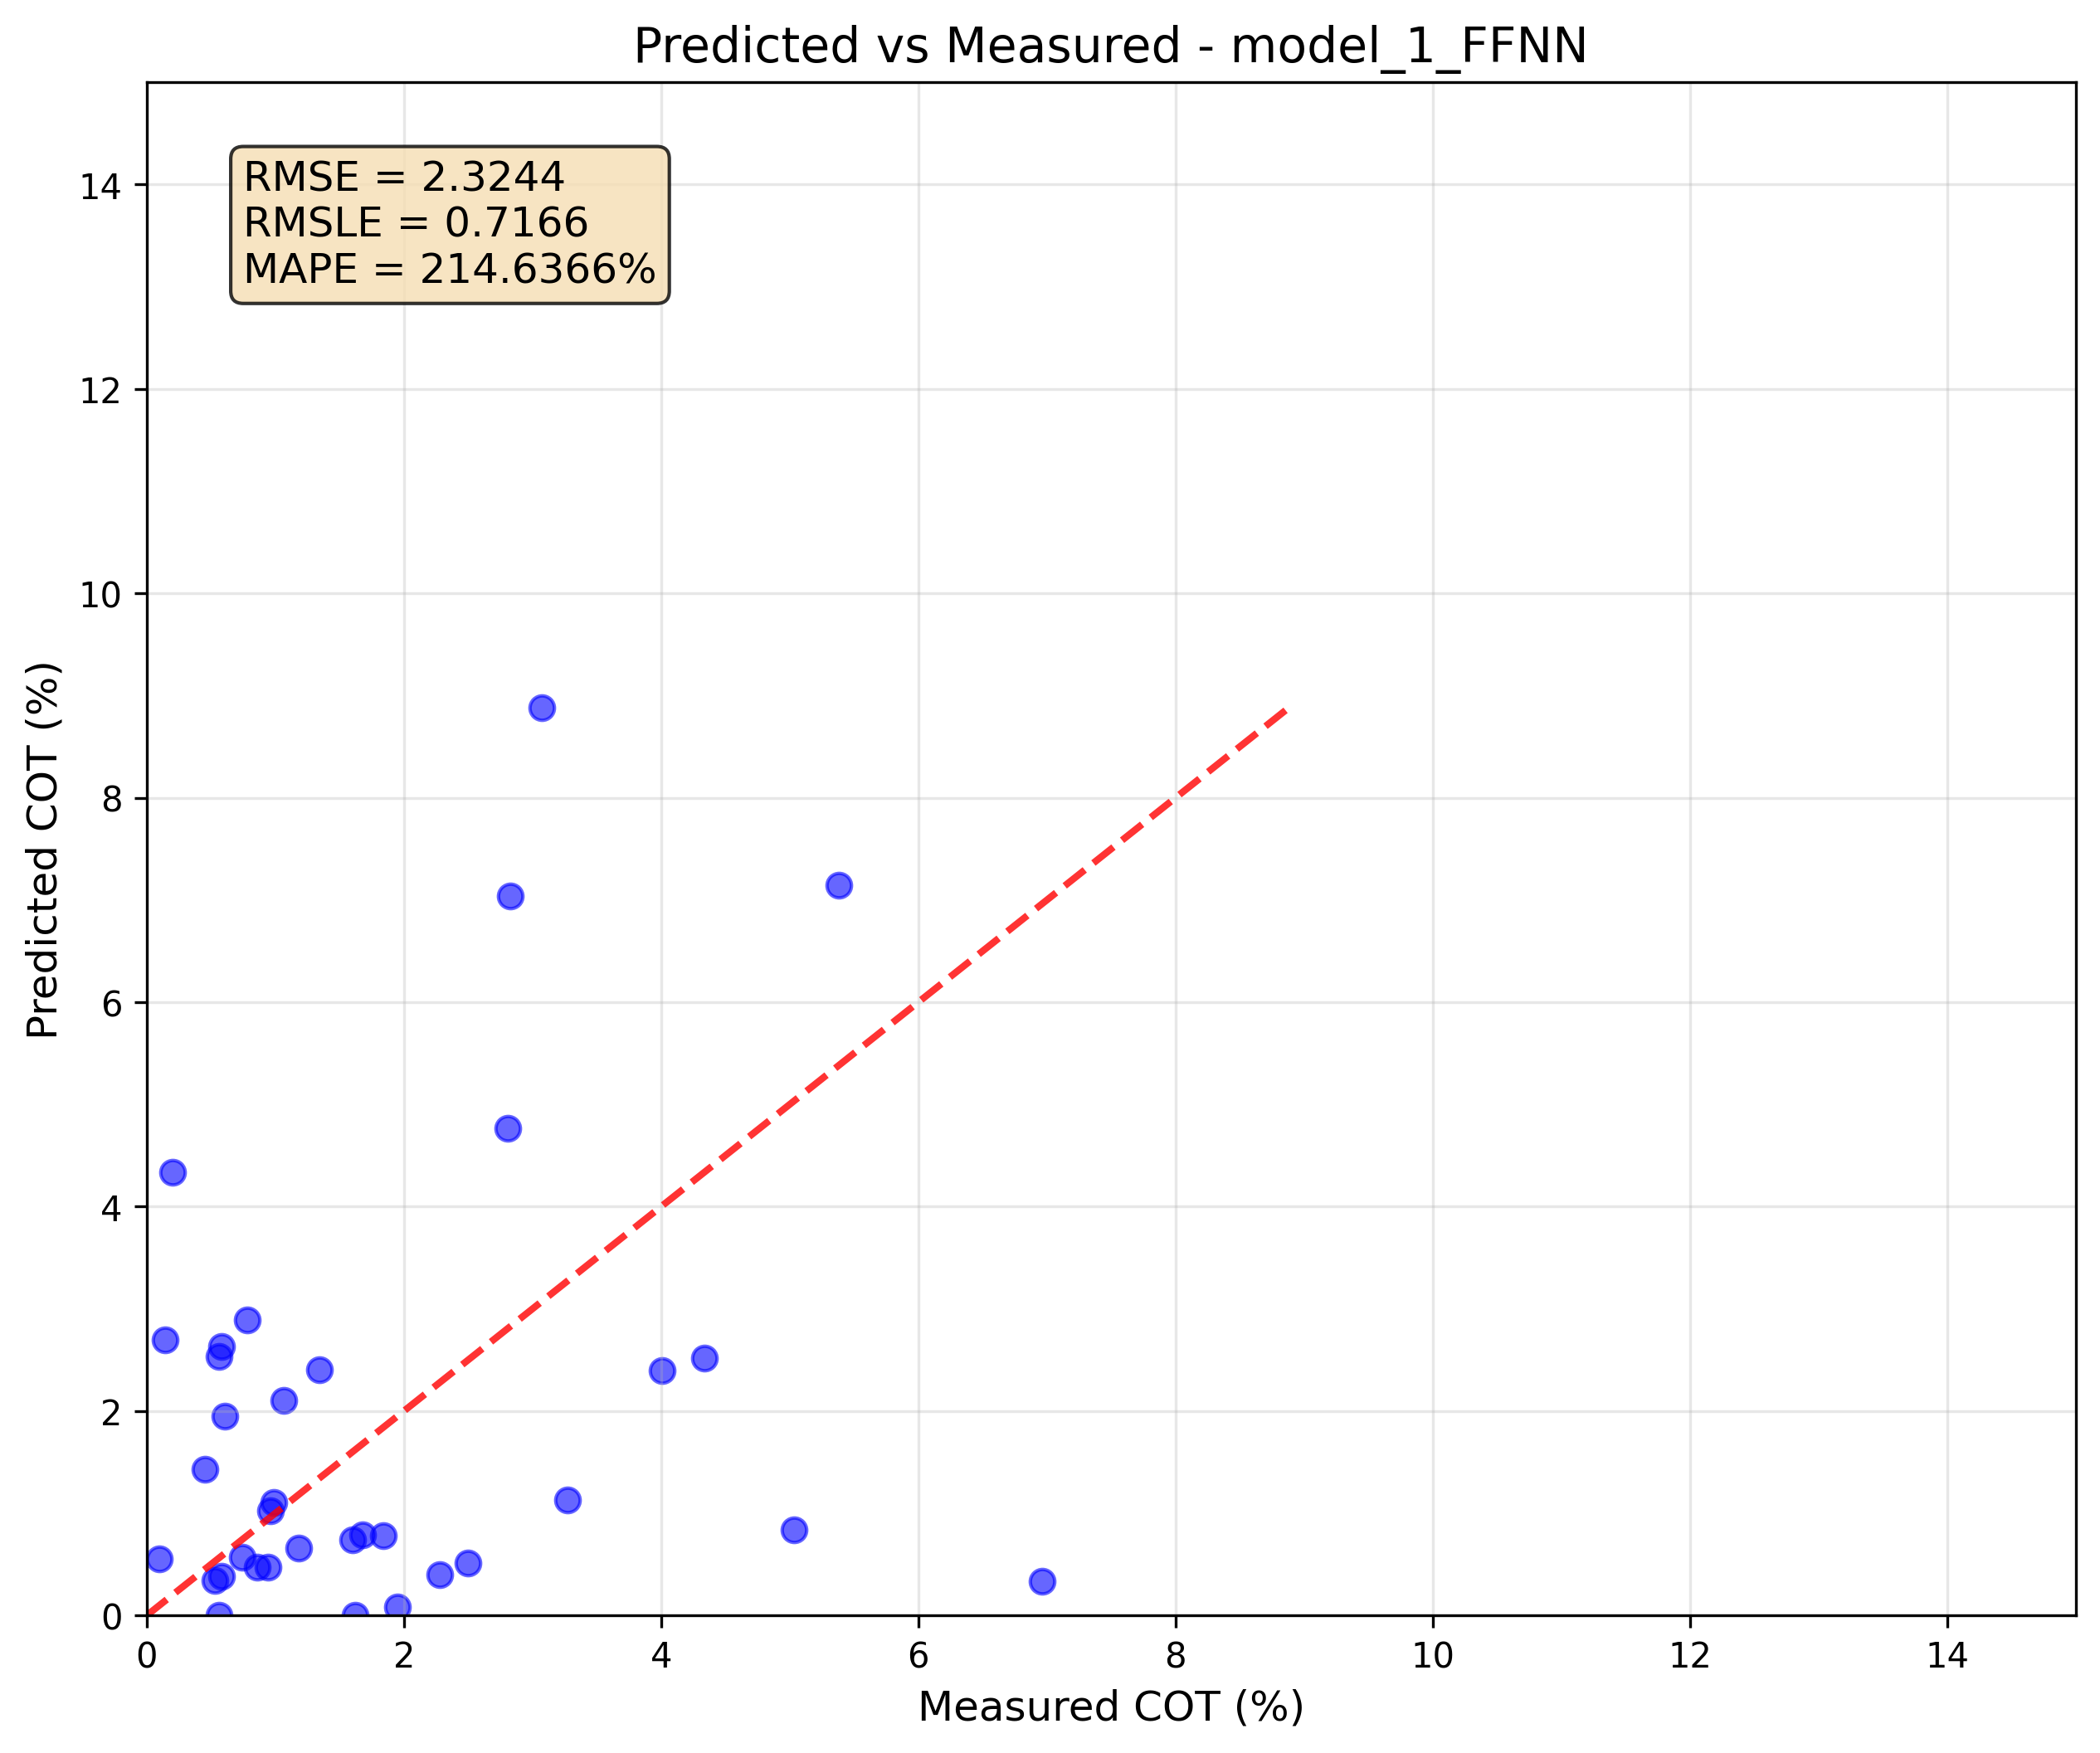 Predicted vs Measured - model_1_FFNN
RMSE = 2.3244
RMSLE = 0.7166
MAPE = 214.6366%
Predicted COT (%)
14
12
10
8
6
4
2
0
0 2 4 6 8 10 12 14
Measured COT (%)